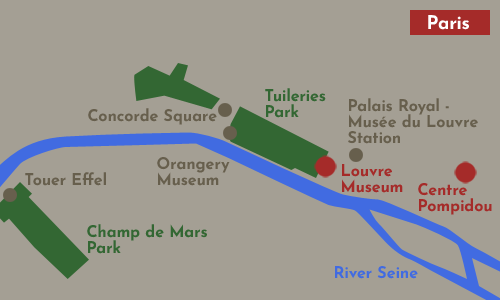 Paris
Tuileries
Park
Concorde Square
Palais Royal -
Musée du Louvre
Station
Orangery
Museum
Louvre
Museum
Touer Effel
Centre
Pompidou
Champ de Mars
Park
River Seine